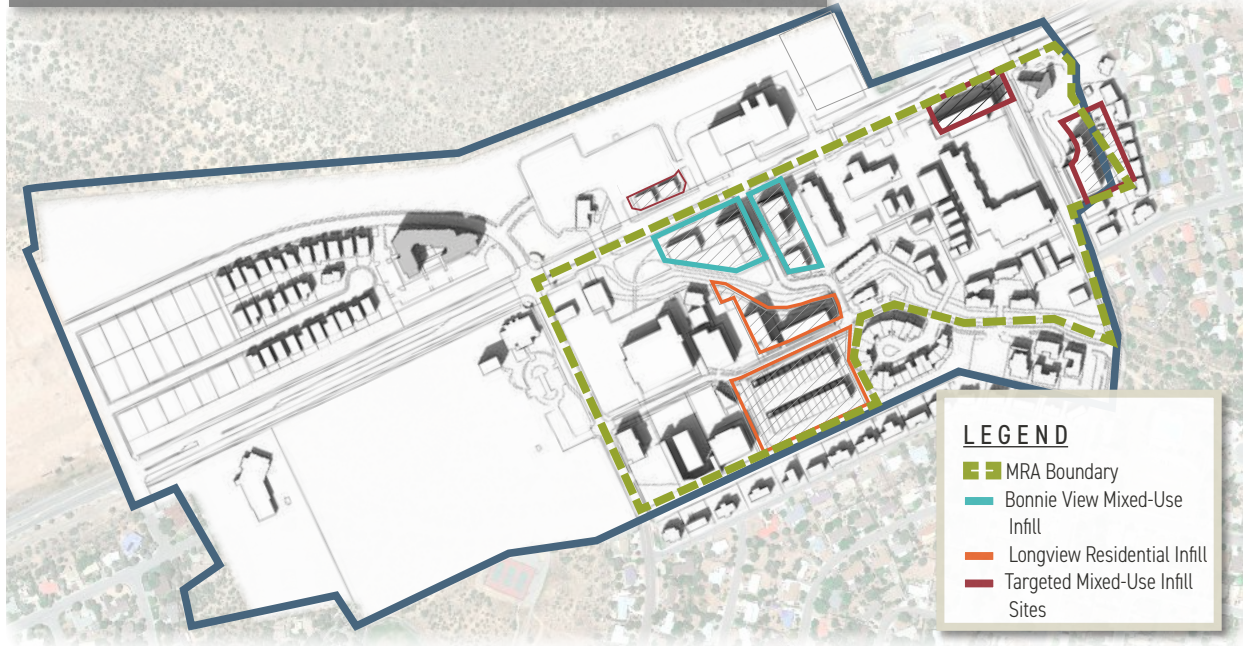 LEGEND
MRA Boundary
Bonnie View Mixed-Use
Infill
Longview Residential Infill
Targeted Mixed-Use Infill
Sites